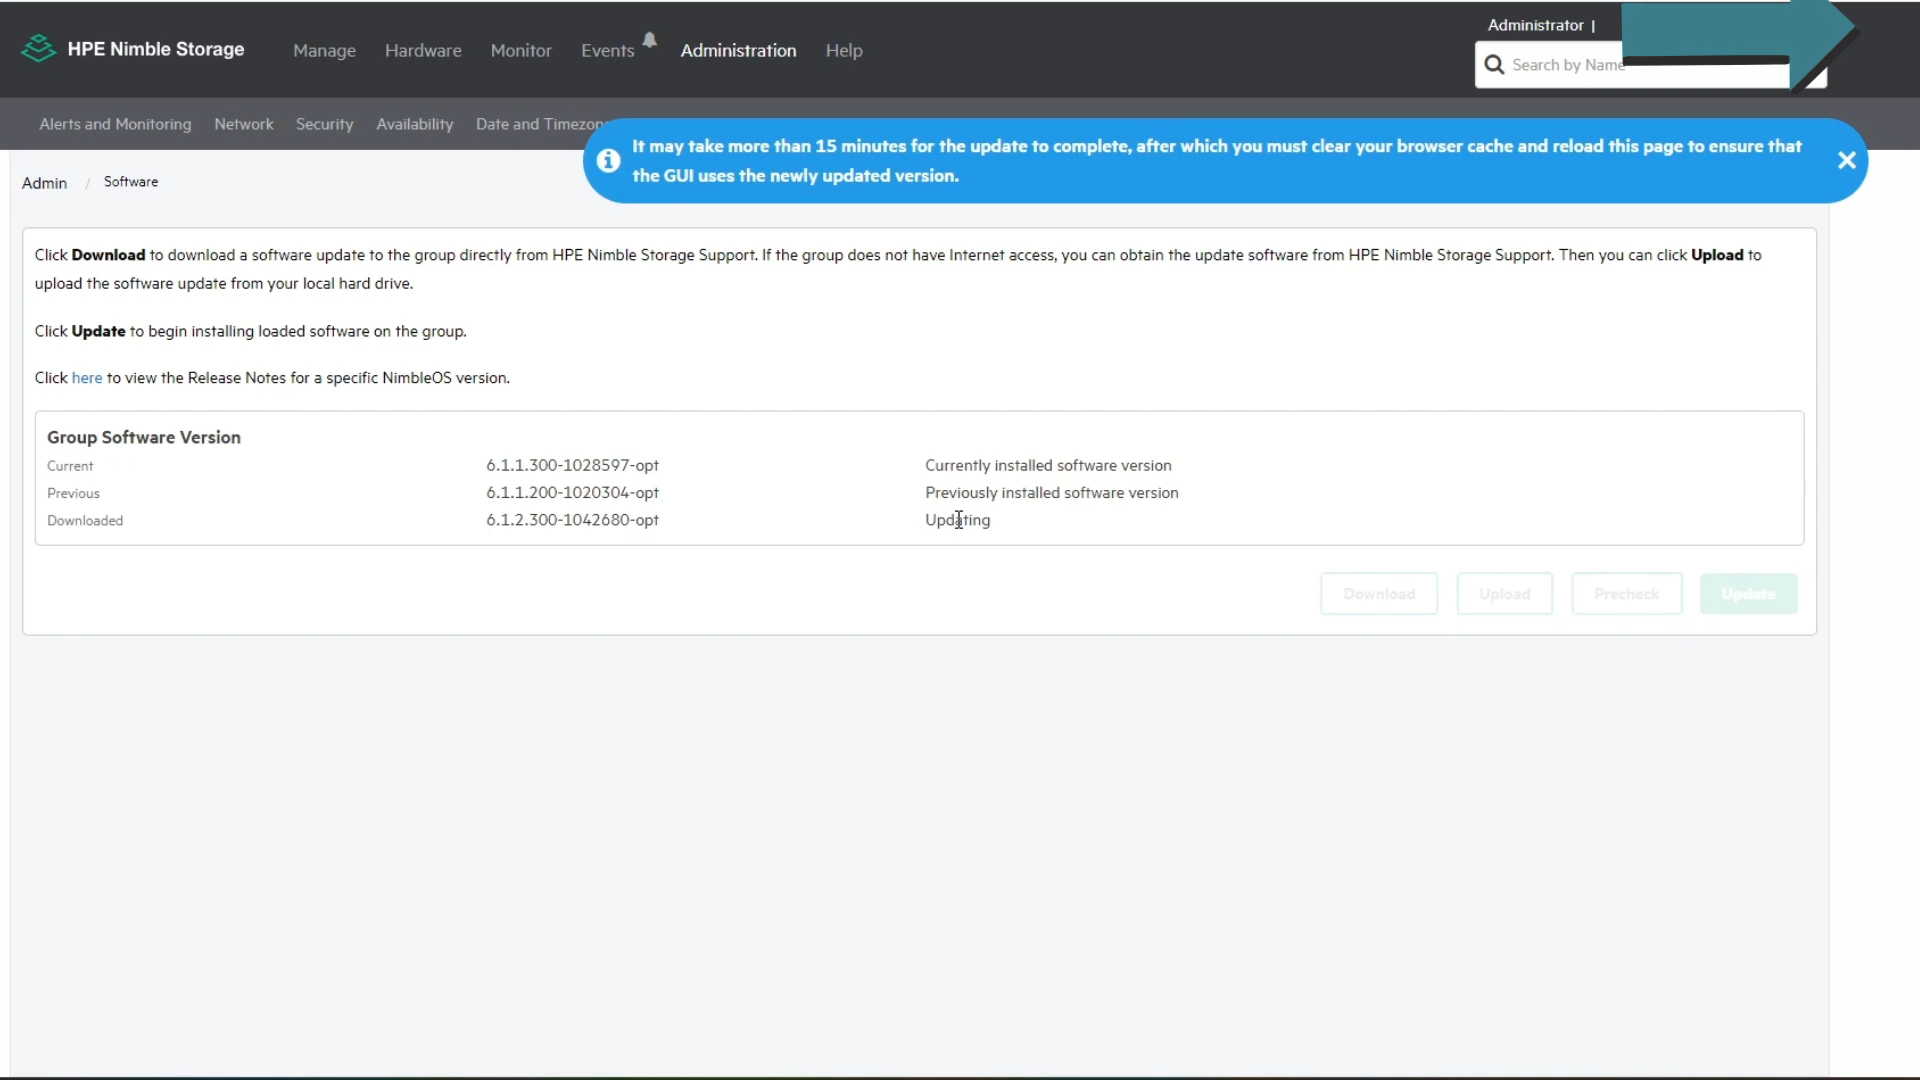 HPE Nimble Storage
Manage
Hardware
Monitor
Events
Administration
Help
Administrator |
Search by Name
Alerts and Monitoring
Network
Security
Availability
Date and Timezon
It may take more than 15 minutes for the update to complete, after which you must clear your browser cache and reload this page to ensure that
the GUI uses the newly updated version.
Admin / Software
Click Download to download a software update to the group directly from HPE Nimble Storage Support. If the group does not have Internet access, you can obtain the update software from HPE Nimble Storage Support. Then you can click Upload to
upload the software update from your local hard drive.
Click Update to begin installing loaded software on the group.
Click here to view the Release Notes for a specific NimbleOS version.
Group Software Version
Current 6.1.1.300-1028597-opt Currently installed software version
Previous 6.1.1.200-1020304-opt Previously installed software version
Downloaded 6.1.2.300-1042680-opt Updating
Download
Upload
Precheck
Update